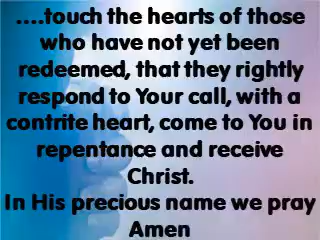 ....touch the hearts of those
who have not yet been
redeemed, that they rightly
respond to Your call, with a
contrite heart, come to You in
repentance and receive
Christ.
In His precious name we pray
Amen